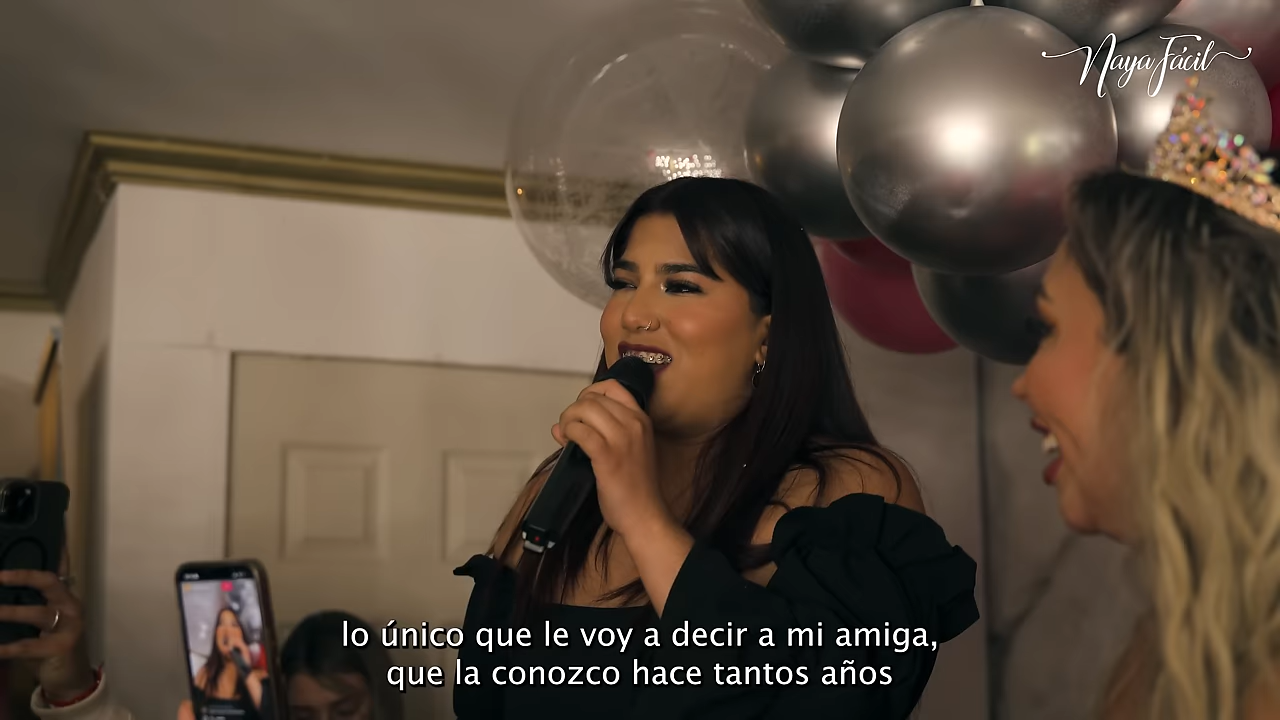 Naya Fácil
lo único que le voy a decir a mi amiga,
que la conozco hace tantos años